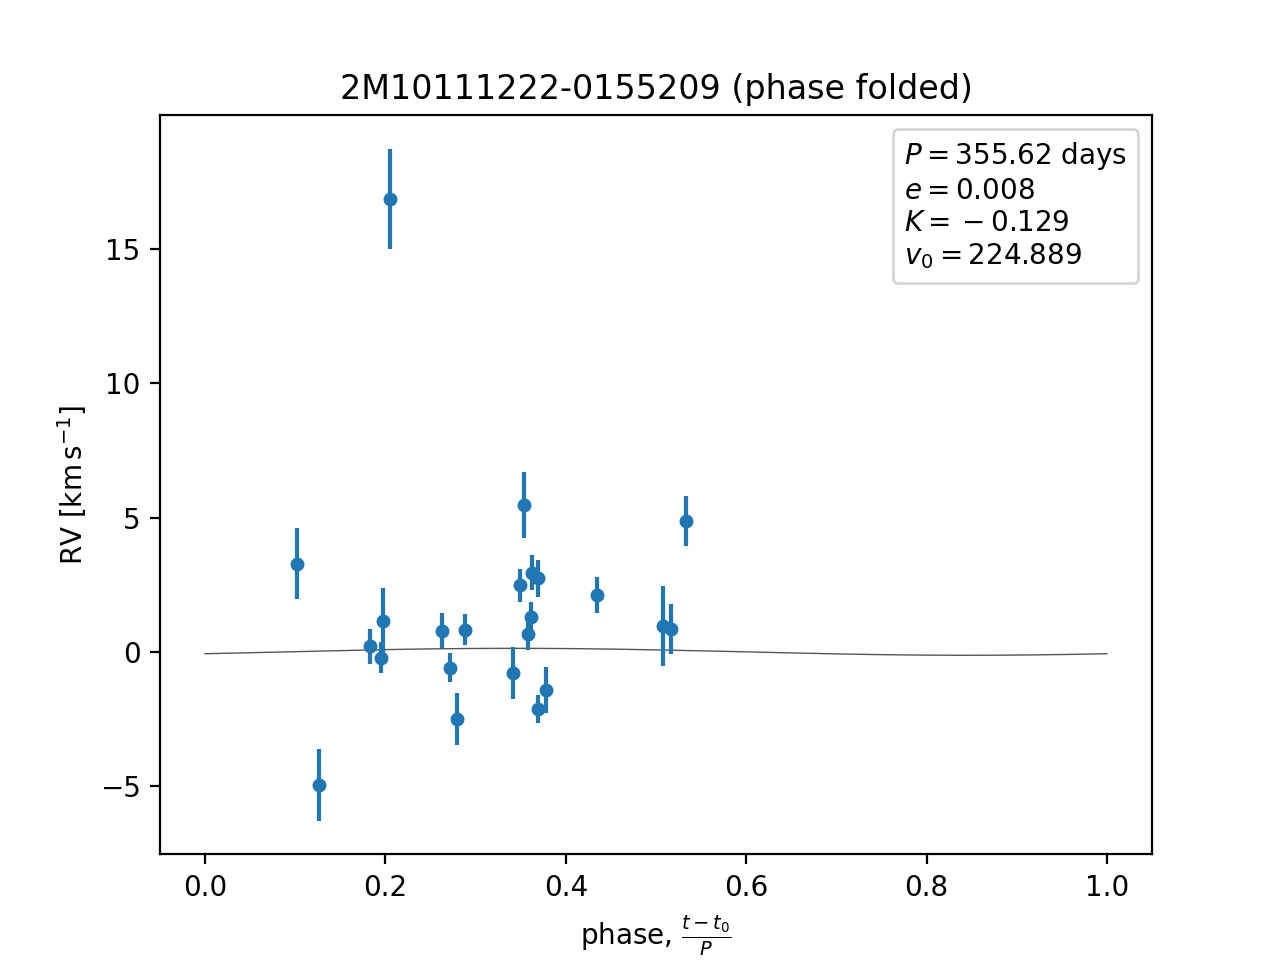 2M10111222-0155209 (phase folded)
P = 355.62 days
e = 0.008
K = −0.129
v₀ = 224.889
15
10
5
0
−5
RV [km s⁻¹]
0.0 0.2 0.4 0.6 0.8 1.0
phase, (t − t₀)/P